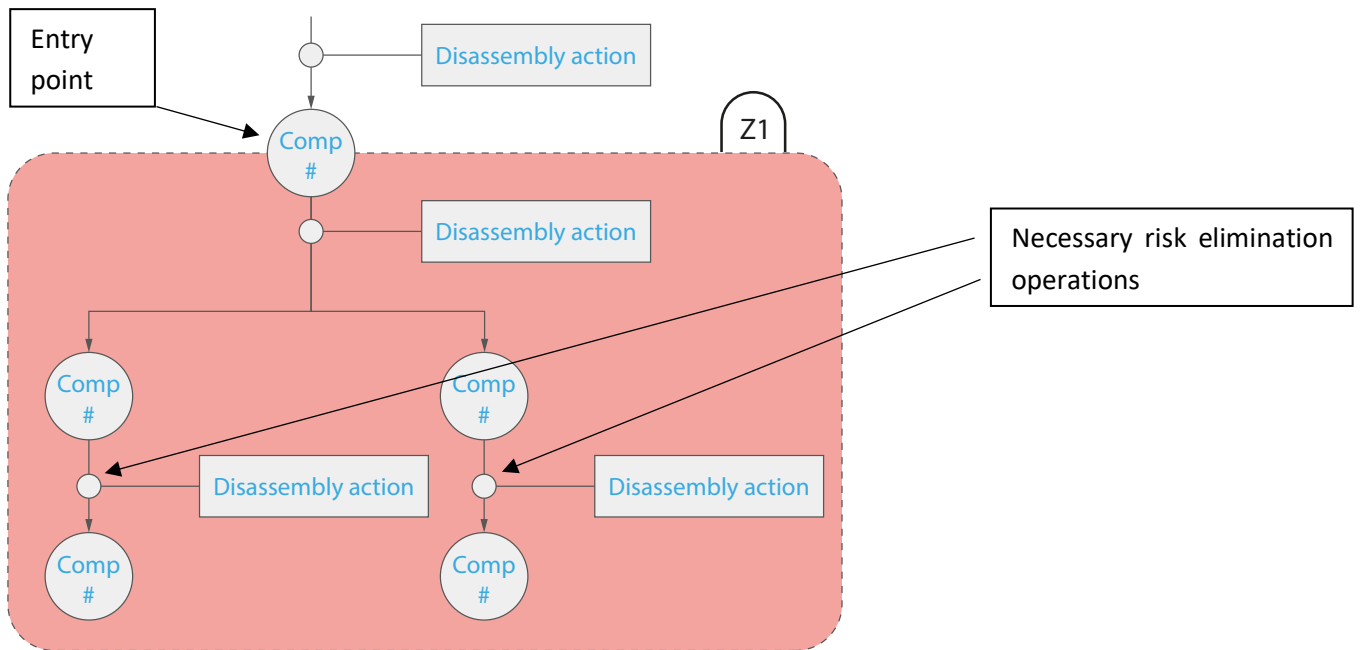 Entry
point
Disassembly action
Comp
#
Z1
Disassembly action
Necessary risk elimination
operations
Comp
#
Comp
#
Disassembly action
Disassembly action
Comp
#
Comp
#